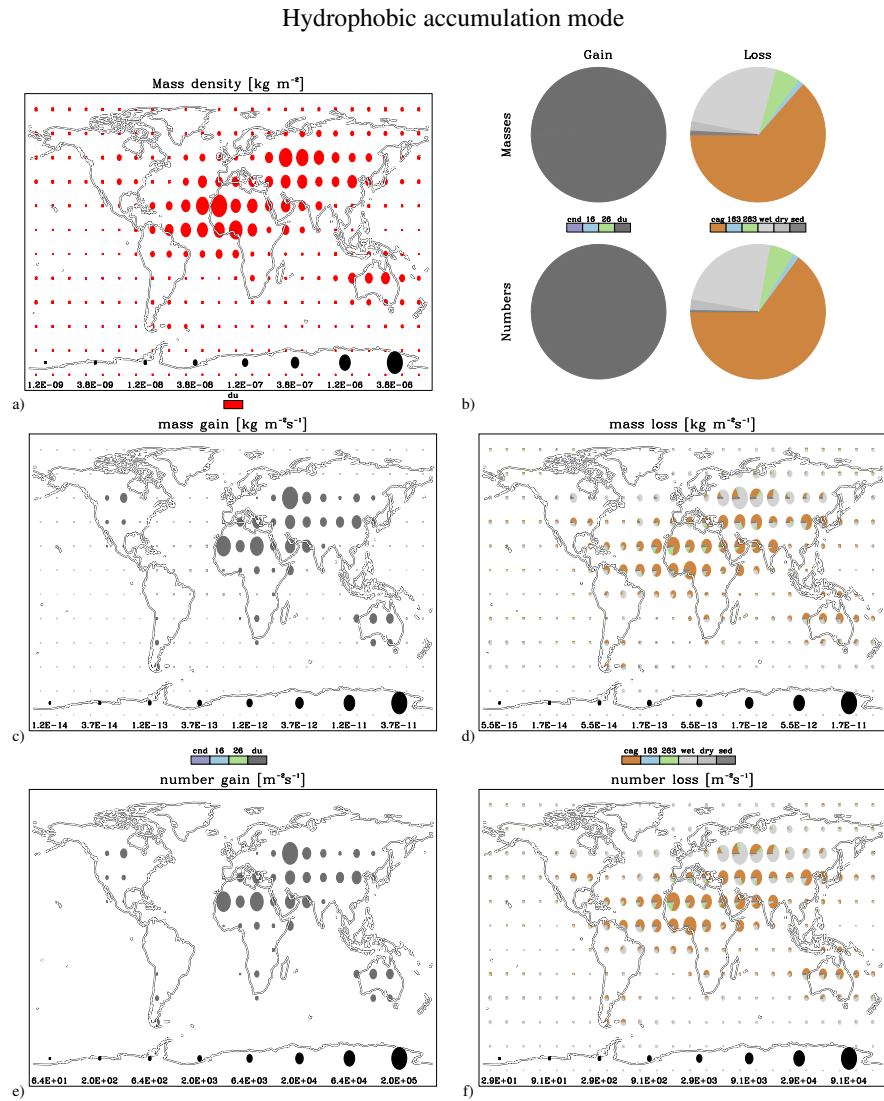 Hydrophobic accumulation mode
Mass density [kg m⁻²]
1.2E-09 3.8E-09 1.2E-08 3.8E-08 1.2E-07 3.8E-07 1.2E-06 3.8E-06
du
a)
Gain Loss
Masses
cnd 16 26 du
cag 163 263 wet dry sed
Numbers
b)
mass gain [kg m⁻²s⁻¹]
1.2E-14 3.7E-14 1.2E-13 3.7E-13 1.2E-12 3.7E-12 1.2E-11 3.7E-11
c)
mass loss [kg m⁻²s⁻¹]
5.5E-15 1.7E-14 5.5E-14 1.7E-13 5.5E-13 1.7E-12 5.5E-12 1.7E-11
d)
cnd 16 26 du
cag 163 263 wet dry sed
number gain [m⁻²s⁻¹]
6.4E+01 2.0E+02 6.4E+02 2.0E+03 6.4E+03 2.0E+04 6.4E+04 2.0E+05
e)
number loss [m⁻²s⁻¹]
2.9E+01 9.1E+01 2.9E+02 9.1E+02 2.9E+03 9.1E+03 2.9E+04 9.1E+04
f)